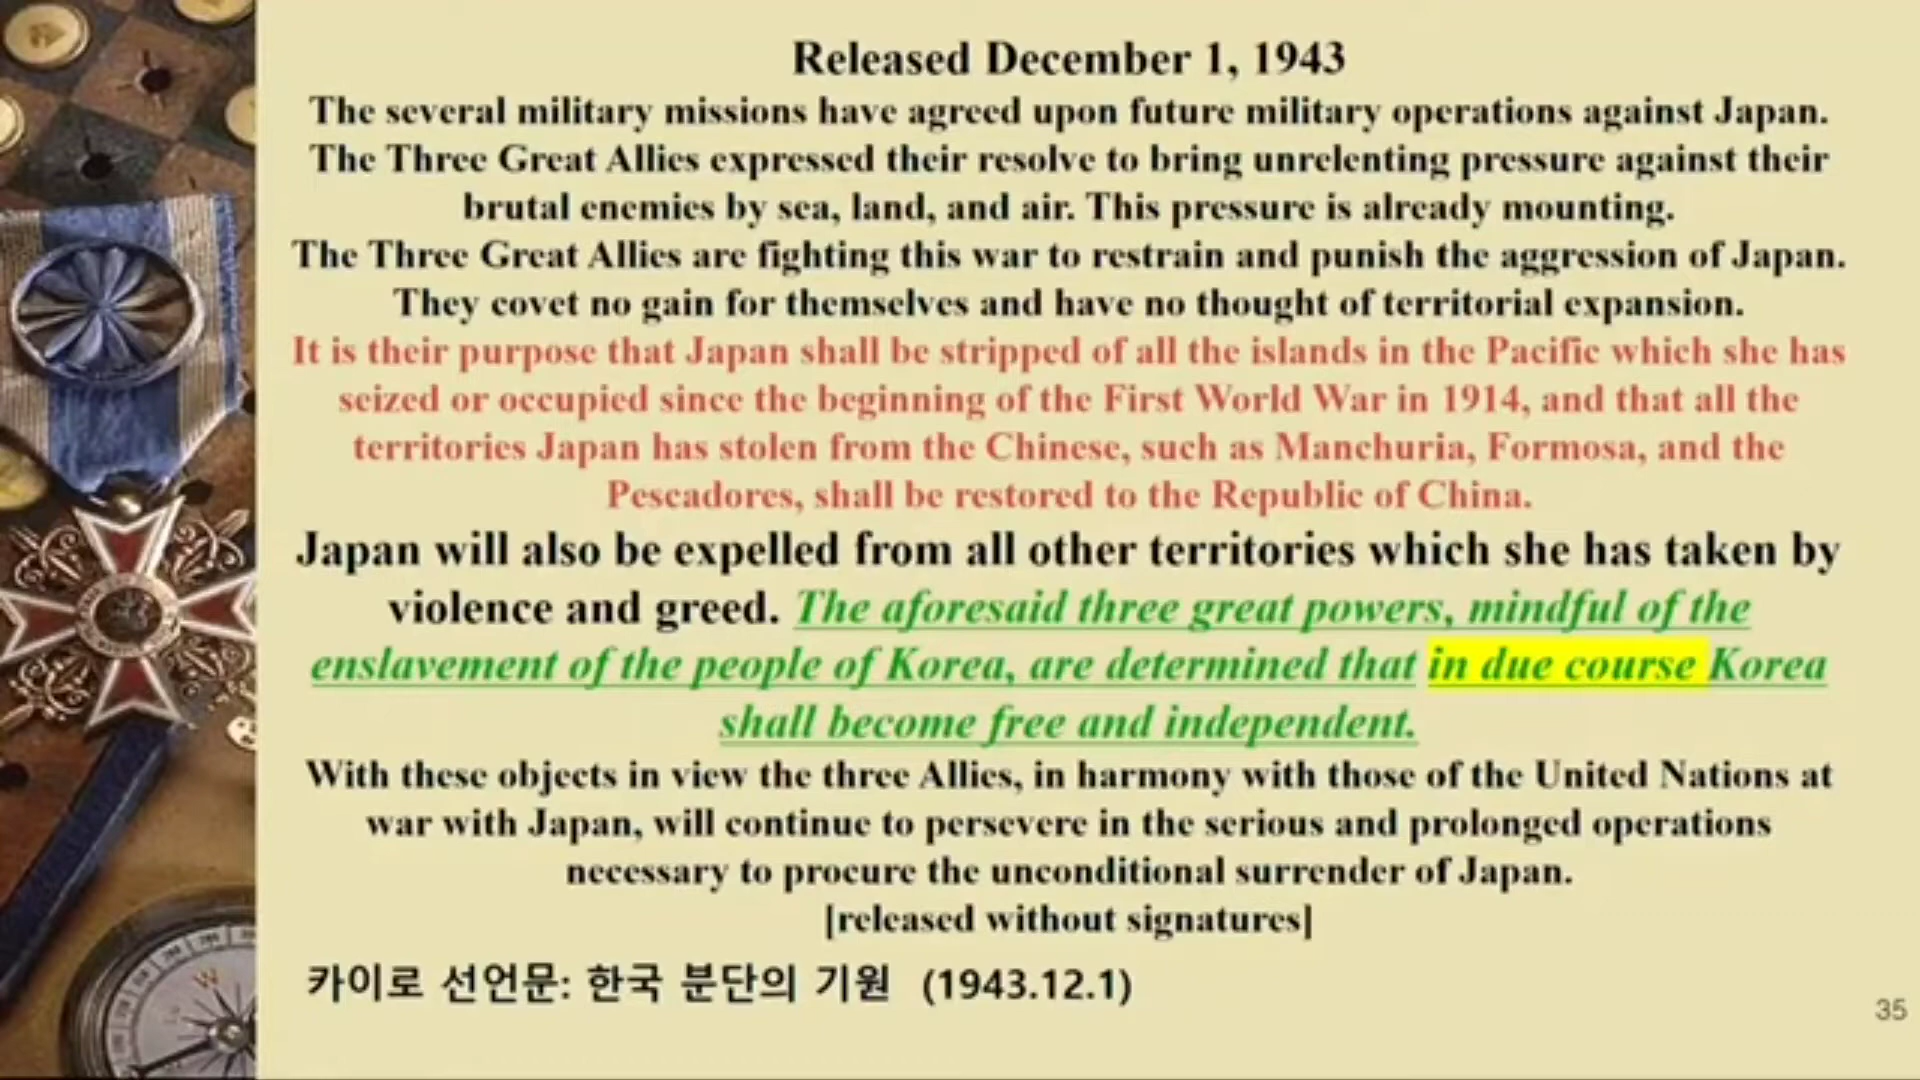 Released December 1, 1943
The several military missions have agreed upon future military operations against Japan.
The Three Great Allies expressed their resolve to bring unrelenting pressure against their
brutal enemies by sea, land, and air. This pressure is already mounting.
The Three Great Allies are fighting this war to restrain and punish the aggression of Japan.
They covet no gain for themselves and have no thought of territorial expansion.
It is their purpose that Japan shall be stripped of all the islands in the Pacific which she has
seized or occupied since the beginning of the First World War in 1914, and that all the
territories Japan has stolen from the Chinese, such as Manchuria, Formosa, and the
Pescadores, shall be restored to the Republic of China.
Japan will also be expelled from all other territories which she has taken by
violence and greed. The aforesaid three great powers, mindful of the
enslavement of the people of Korea, are determined that in due course Korea
shall become free and independent.
With these objects in view the three Allies, in harmony with those of the United Nations at
war with Japan, will continue to persevere in the serious and prolonged operations
necessary to procure the unconditional surrender of Japan.
[released without signatures]
카이로 선언문: 한국 분단의 기원 (1943.12.1)
35
W